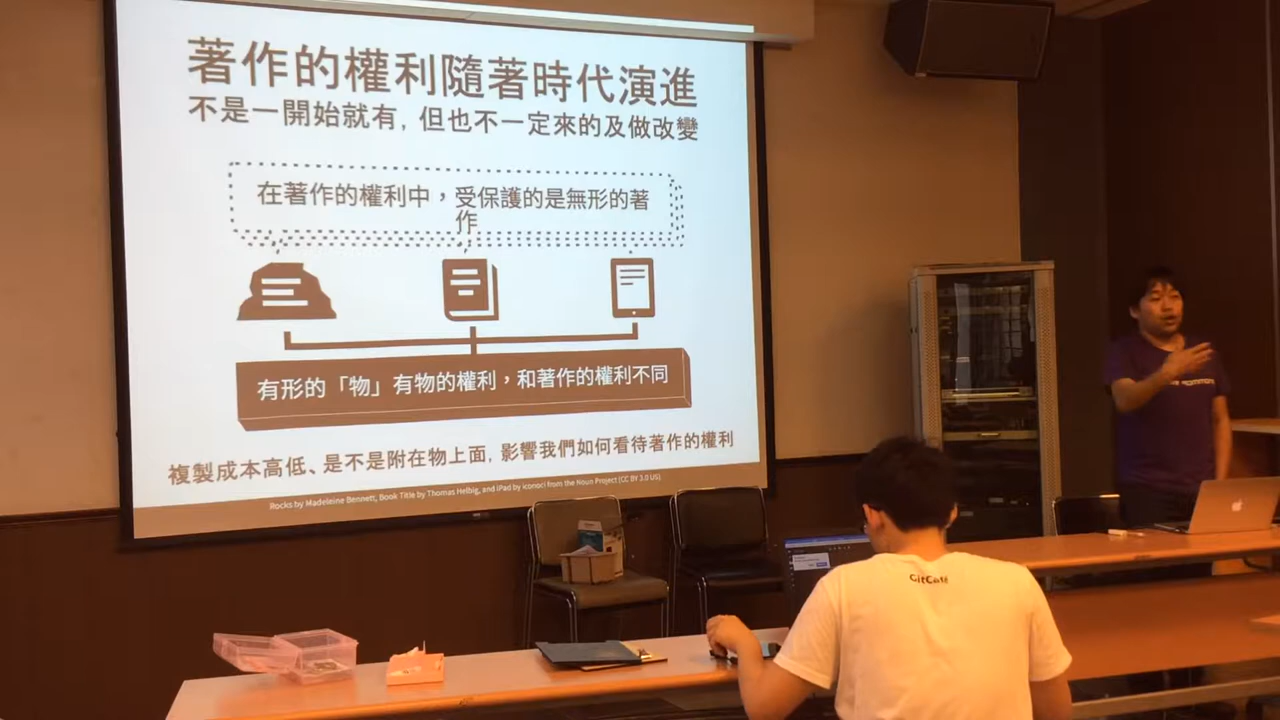 著作的權利隨著時代演進
不是一開始就有, 但也不一定來的及做改變
在著作的權利中，受保護的是無形的著
作
有形的「物」有物的權利，和著作的權利不同
複製成本高低、是不是附在物上面, 影響我們如何看待著作的權利
Rocks by Madeleine Bennett, Book Title by Thomas Helbig, and iPad by iconoci from the Noun Project (CC BY 3.0 US)
GitCafé